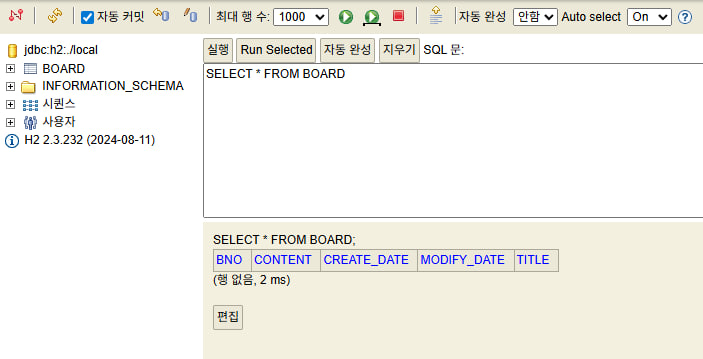 자동 커밋 최대 행 수: 1000 자동 완성 안함 Auto select On
jdbc:h2:./local
BOARD
INFORMATION_SCHEMA
시퀀스
사용자
H2 2.3.232 (2024-08-11)
실행 Run Selected 자동 완성 지우기 SQL 문:
SELECT * FROM BOARD
SELECT * FROM BOARD;
BNO CONTENT CREATE_DATE MODIFY_DATE TITLE
(행 없음, 2 ms)
편집